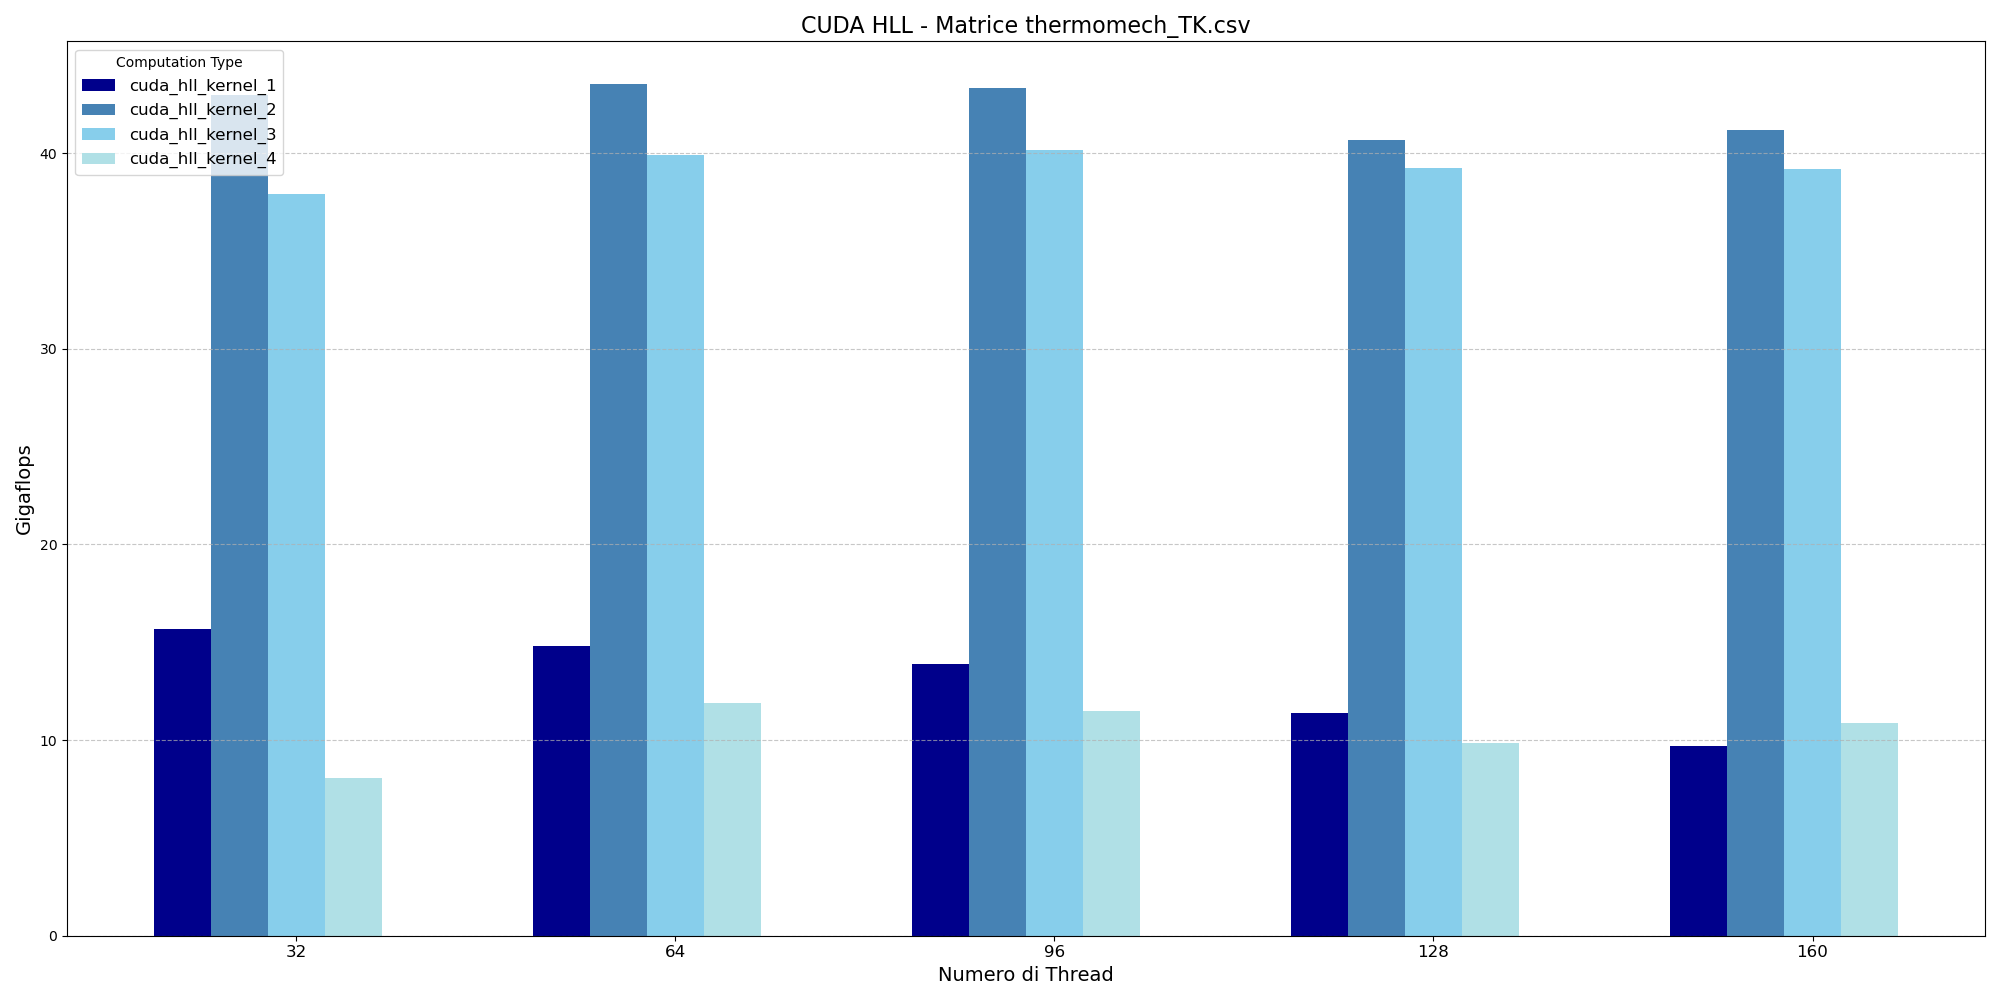 CUDA HLL - Matrice thermomech_TK.csv
Computation Type
cuda_hll_kernel_1
cuda_hll_kernel_2
cuda_hll_kernel_3
cuda_hll_kernel_4
Gigaflops
40
30
20
10
0
32 64 96 128 160
Numero di Thread